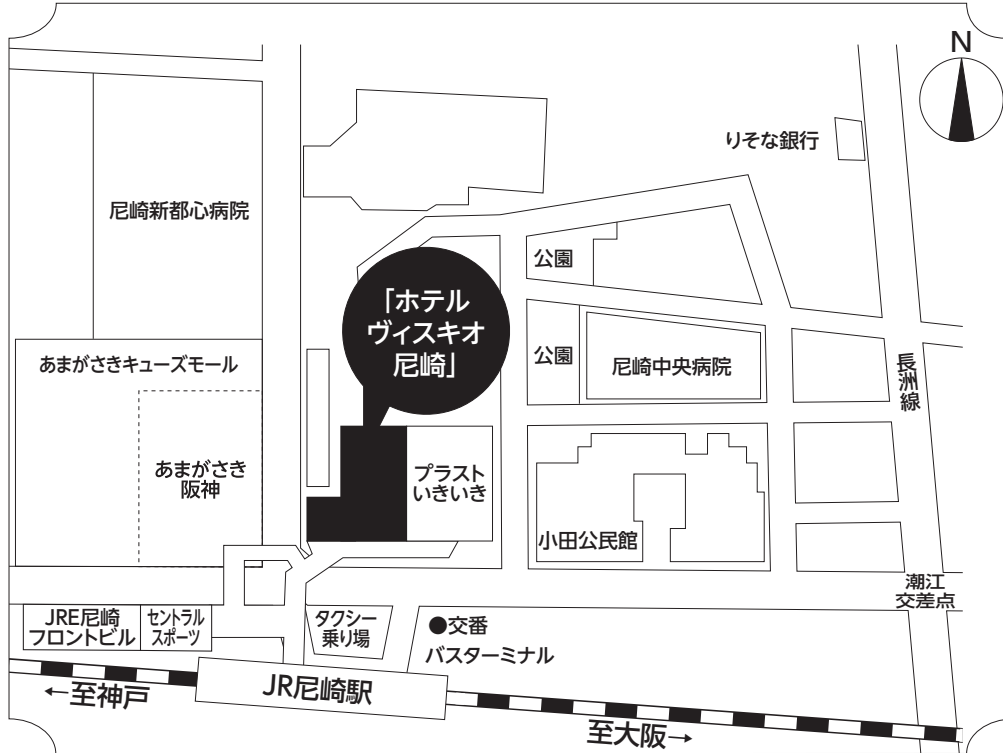 N
りそな銀行
尼崎新都心病院
公園
「ホテル
ヴィスキオ
尼崎」
あまがさきキューズモール
公園
尼崎中央病院
長洲線
あまがさき
阪神
プラスト
いきいき
小田公民館
潮江
交差点
JRE尼崎
フロントビル
セントラル
スポーツ
タクシー
乗り場
●交番
バスターミナル
←至神戸
JR尼崎駅
至大阪→